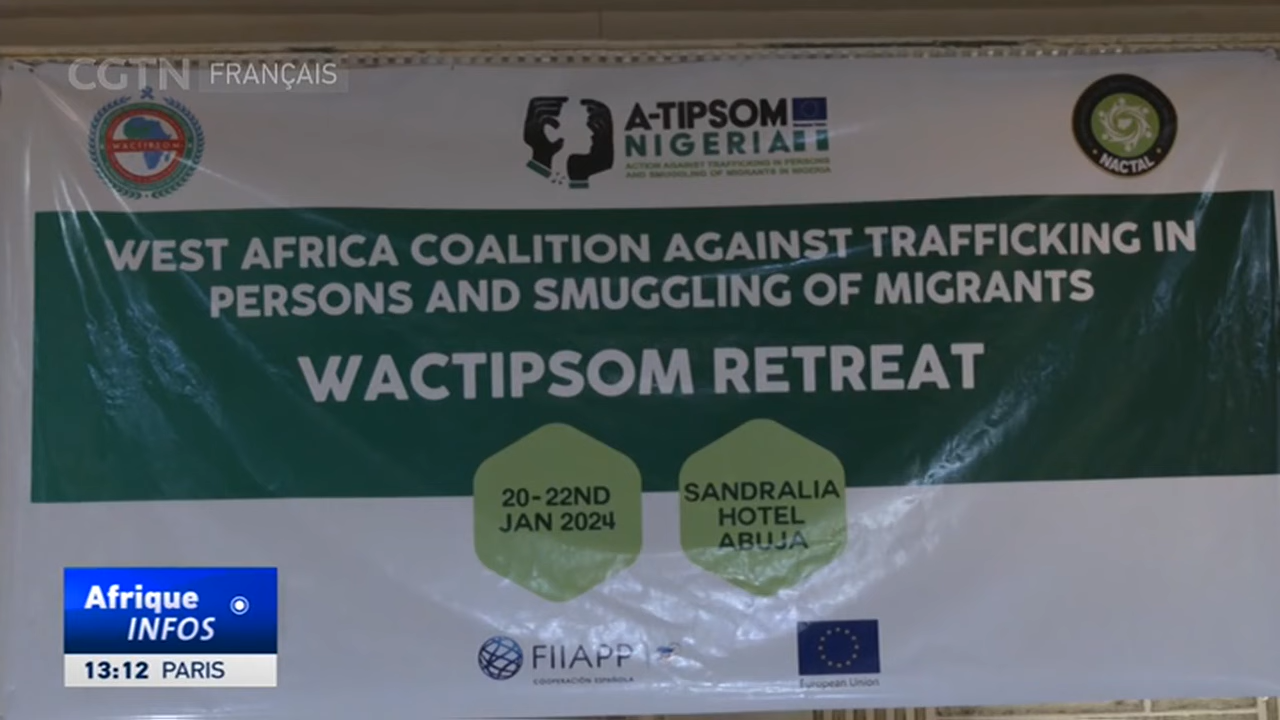 CGTN FRANÇAIS
WACTIPSOM
A-TIPSOM
NIGERIA
ACTION AGAINST TRAFFICKING IN PERSONS
AND SMUGGLING OF MIGRANTS IN NIGERIA
NACTAL
WEST AFRICA COALITION AGAINST TRAFFICKING IN
PERSONS AND SMUGGLING OF MIGRANTS
WACTIPSOM RETREAT
20-22ND
JAN 2024
SANDRALIA
HOTEL
ABUJA
Afrique
INFOS
13:12 PARIS
FIIAPP
COOPERACIÓN ESPAÑOLA
European Union